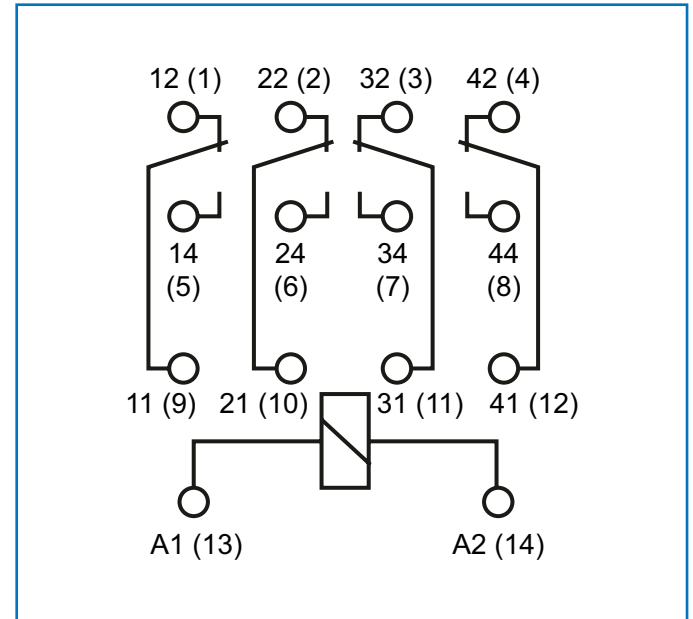 12 (1) 22 (2) 32 (3) 42 (4)
14 24 34 44
(5) (6) (7) (8)
11 (9) 21 (10) 31 (11) 41 (12)
A1 (13) A2 (14)